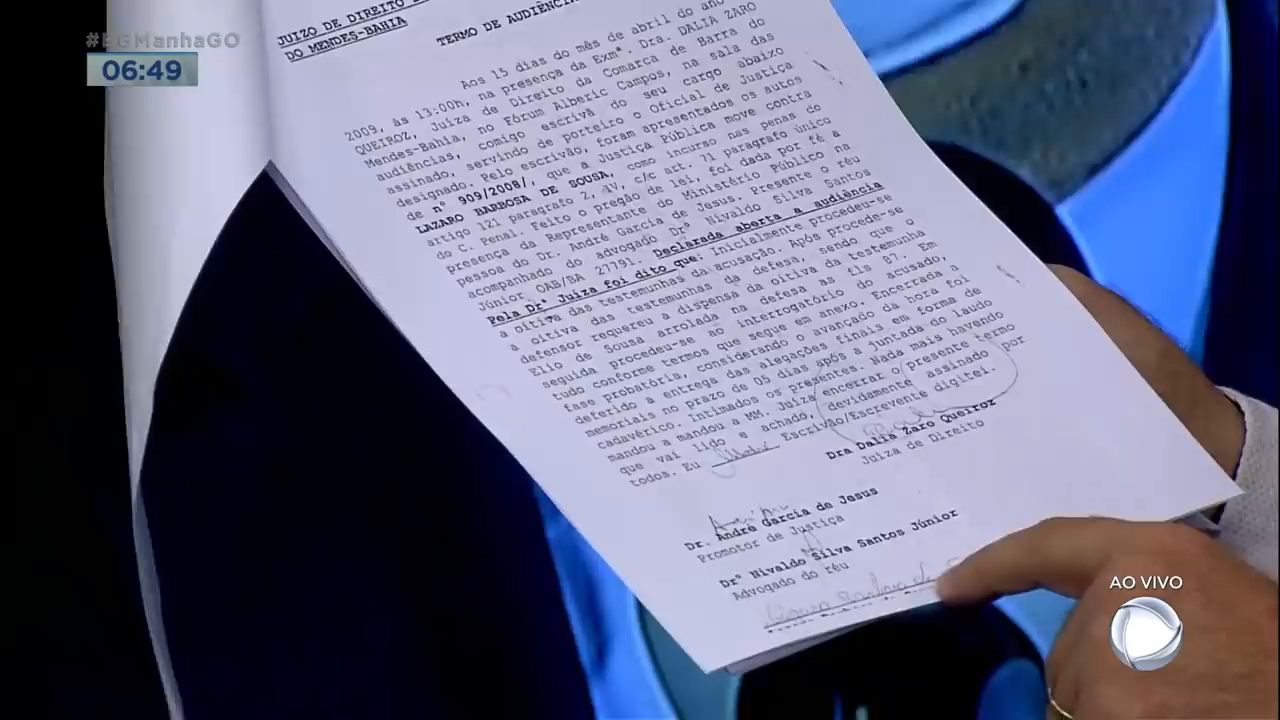 #BGManhaGO
06:49
JUIZO DE DIREITO
DO MENDES-BAHIA
TERMO DE AUDIÊNCIA
Aos 15 dias do mês de abril do ano
2009, às 13:00h, na presença da Exmª. Dra. DALIA ZARO
QUEIROZ, Juiza de Direito da Comarca de Barra do
Mendes-Bahia, no Fórum Alberic Campos, na sala das
audiências, comigo escrivã do seu cargo abaixo
assinado, servindo de porteiro o Oficial de Justiça
designado. Pelo escrivão, foram apresentados os autos
de nº 909/2008/, que a Justiça Pública move contra
LAZARO BARBOSA DE SOUSA, como incurso nas penas do
artigo 121 paragrafo 2, 4V, c/c art. 71 paragrafo único
do C. Penal. Feito o pregão de lei, foi dada por fé a
presença da Representante do Ministério Público na
pessoa do Dr. André Garcia de Jesus. Presente o réu
acompanhado do advogado Drº Nivaldo Silva Santos
Júnior OAB/BA 27791. Declarada aberta a audiência
Pela Drª Juiza foi dito que: Inicialmente procedeu-se
a oitiva das testemunhas da acusação. Após procede-se
a oitiva das testemunhas da defesa, sendo que o
defensor requereu a dispensa da oitiva da testemunha
Elio de Sousa arrolada na defesa as fls 87. Em
seguida procedeu-se ao interrogatório do acusado,
tudo conforme termos que segue em anexo. Encerrada a
fase probatória, considerando o avançado da hora foi
deferido a entrega das alegações finais em forma de
memoriais no prazo de 05 dias após a juntada do laudo
cadavérico. Intimados os presentes. Nada mais havendo
mandou a mandou a MM. Juiza encerrar o presente termo
que vai lido e achado, devidamente assinado por
todos. Eu Escrivão/Escrevente digitei.
Dra Dalia Zaro Queiroz
Juiza de Direito
Dr. André Garcia de Jesus
Promotor de Justiça
Drº Nivaldo Silva Santos Júnior
Advogado do réu
AO VIVO